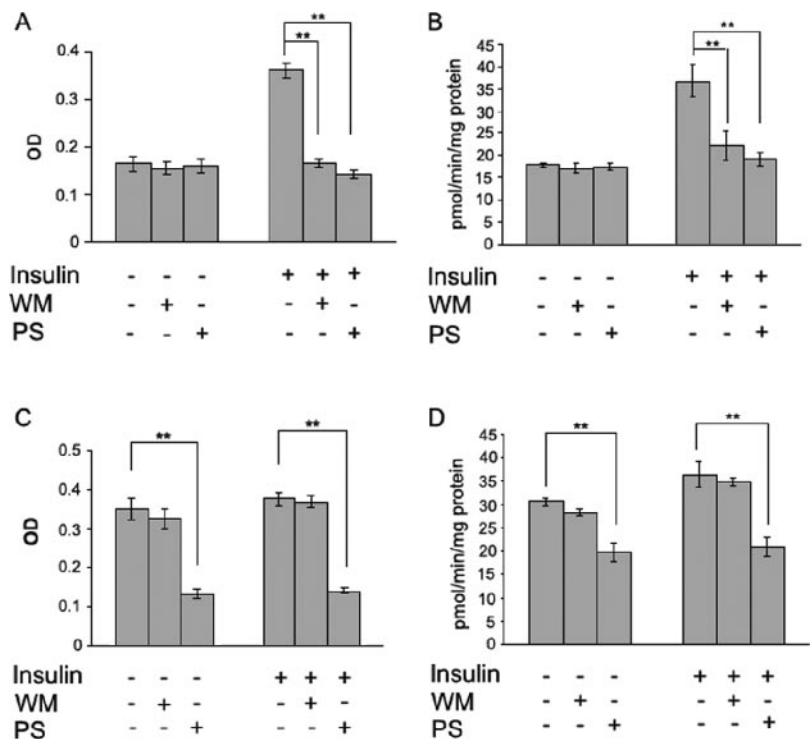 A
**
**
0.4
0.3
0.2
0.1
0
OD
Insulin - - - + + +
WM - + - - + -
PS - - + - - +
B
**
**
45
40
35
30
25
20
15
10
5
0
pmol/min/mg protein
Insulin - - - + + +
WM - + - - + -
PS - - + - - +
C
** **
0.5
0.4
0.3
0.2
0.1
0
OD
Insulin - - - + + +
WM - + - - + -
PS - - + - - +
D
** **
45
40
35
30
25
20
15
10
5
0
pmol/min/mg protein
Insulin - - - + + +
WM - + - - + -
PS - - + - - +